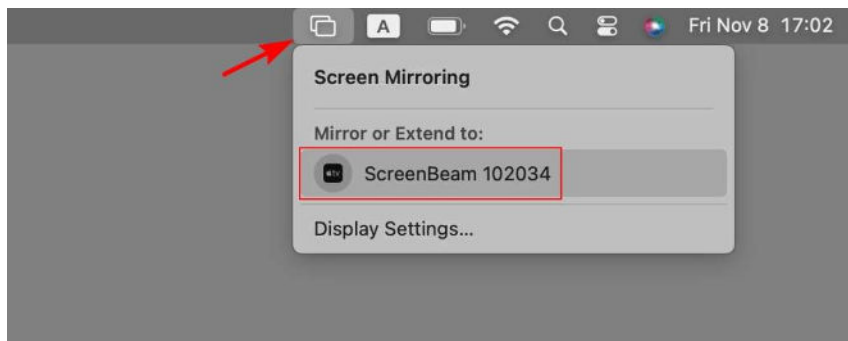 A Fri Nov 8 17:02
Screen Mirroring
Mirror or Extend to:
tv ScreenBeam 102034
Display Settings...